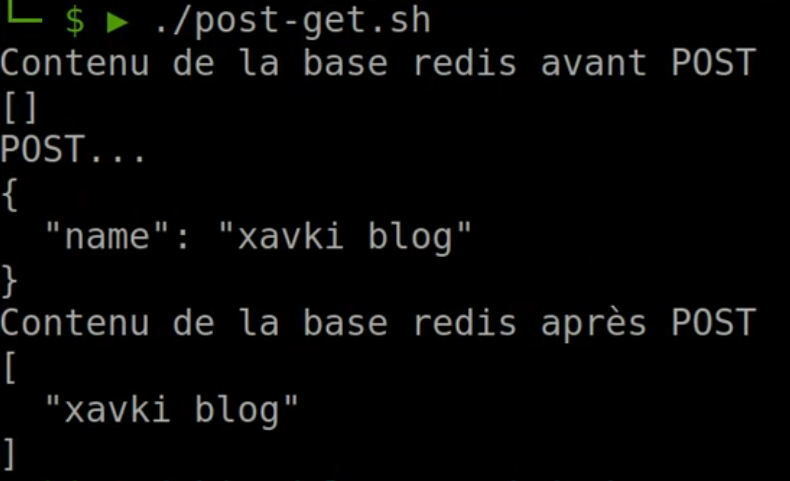 └─ $ ▶ ./post-get.sh
Contenu de la base redis avant POST
[]
POST...
{
  "name": "xavki blog"
}
Contenu de la base redis après POST
[
  "xavki blog"
]